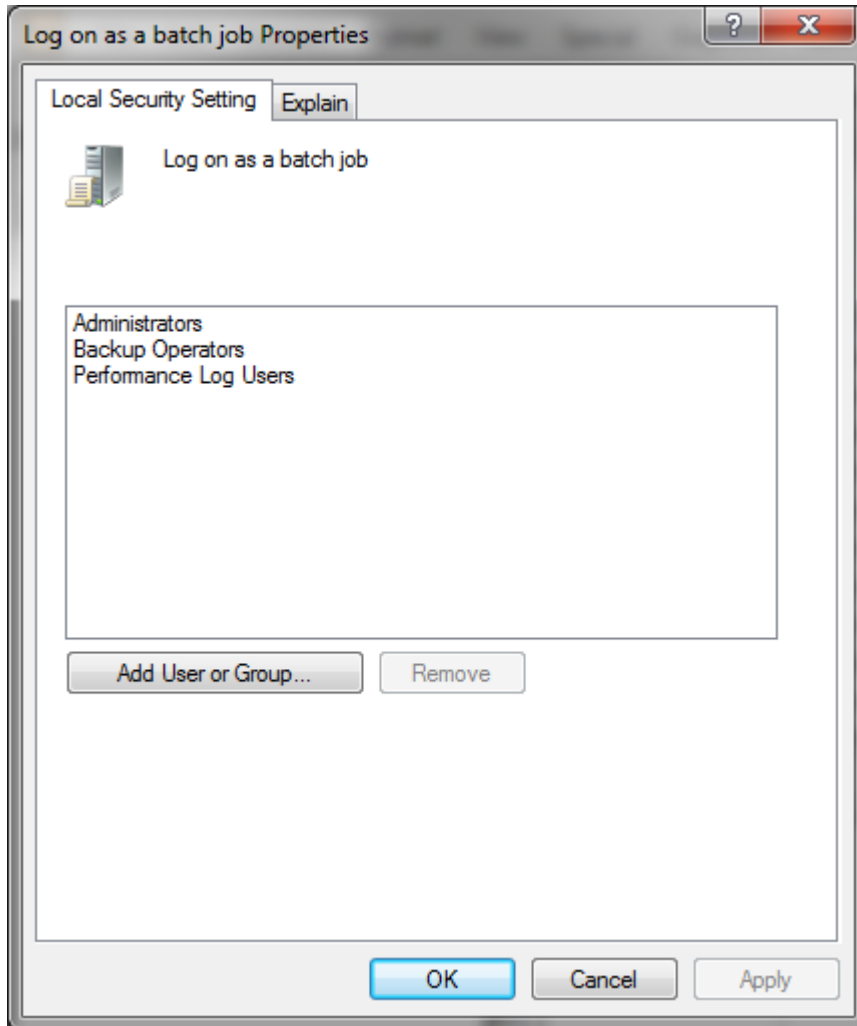 Log on as a batch job Properties
Local Security Setting
Explain
Log on as a batch job
Administrators
Backup Operators
Performance Log Users
Add User or Group...
Remove
OK
Cancel
Apply